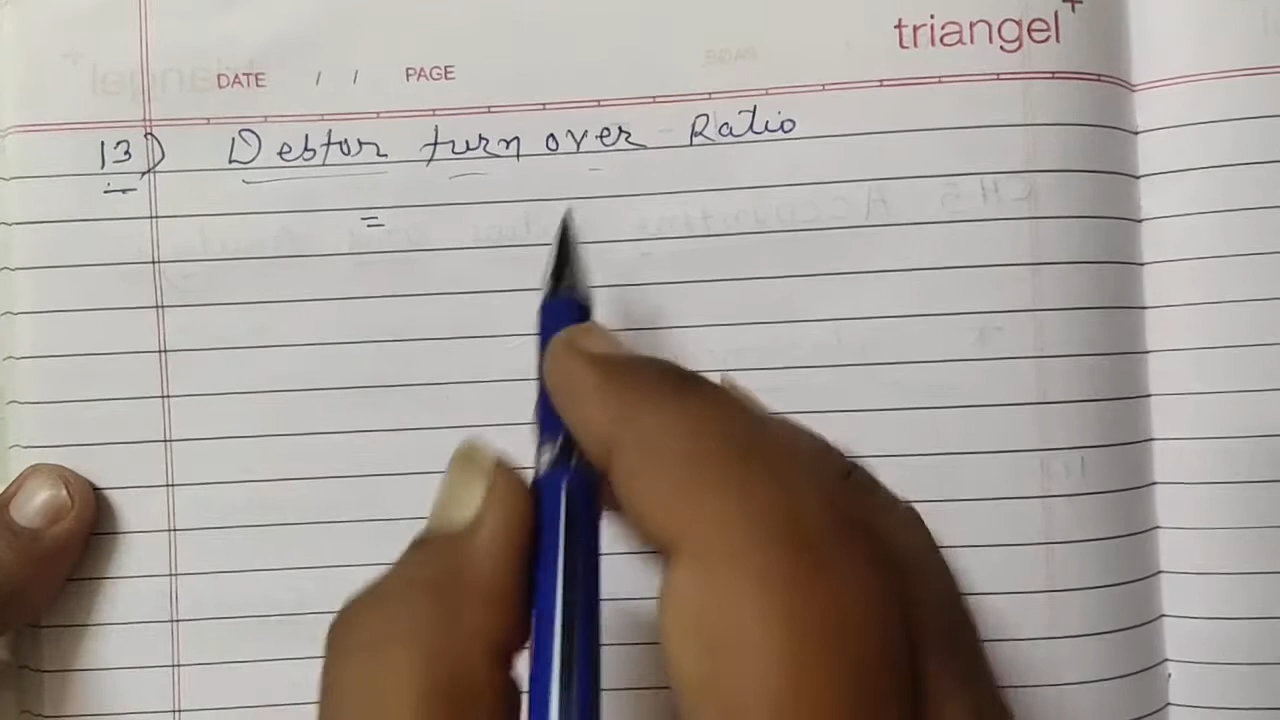 triangel+
DATE / / PAGE
13) Debtor turn over Ratio
=